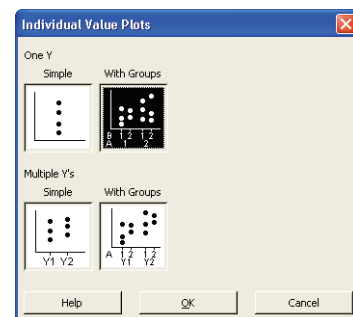 Individual Value Plots
One Y
Simple With Groups
B 1 2 1 2
A 1 2
Multiple Y's
Simple With Groups
Y1 Y2
A 1 2 1 2
Y1 Y2
Help OK Cancel